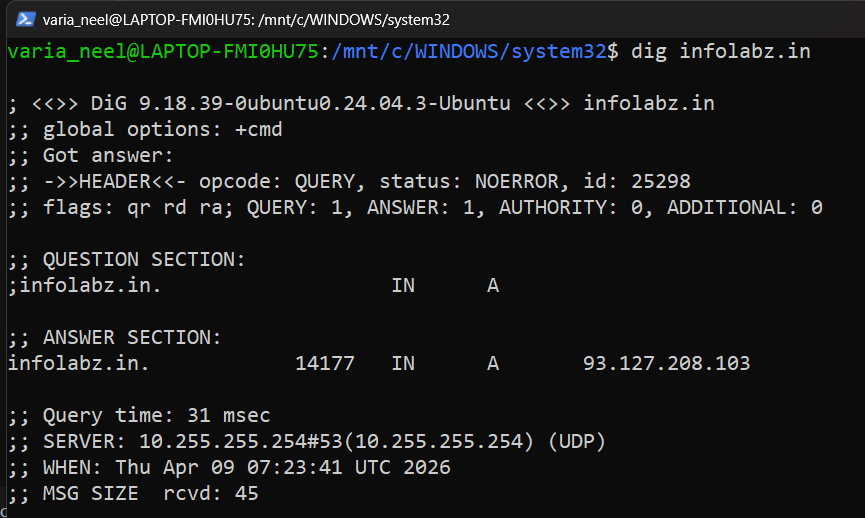 varia_neel@LAPTOP-FMI0HU75: /mnt/c/WINDOWS/system32
varia_neel@LAPTOP-FMI0HU75:/mnt/c/WINDOWS/system32$ dig infolabz.in
; <<>> DiG 9.18.39-0ubuntu0.24.04.3-Ubuntu <<>> infolabz.in
;; global options: +cmd
;; Got answer:
;; ->>HEADER<<- opcode: QUERY, status: NOERROR, id: 25298
;; flags: qr rd ra; QUERY: 1, ANSWER: 1, AUTHORITY: 0, ADDITIONAL: 0
;; QUESTION SECTION:
;infolabz.in. IN A
;; ANSWER SECTION:
infolabz.in. 14177 IN A 93.127.208.103
;; Query time: 31 msec
;; SERVER: 10.255.255.254#53(10.255.255.254) (UDP)
;; WHEN: Thu Apr 09 07:23:41 UTC 2026
;; MSG SIZE  rcvd: 45